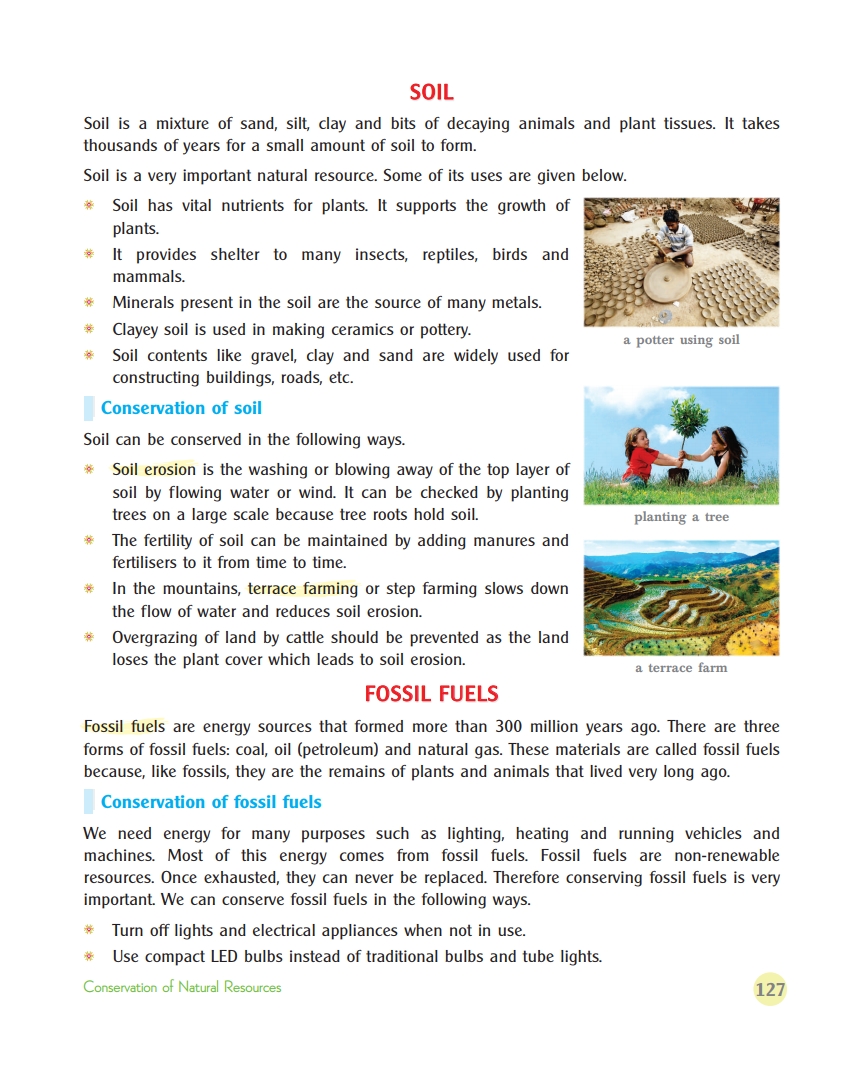 SOIL
Soil is a mixture of sand, silt, clay and bits of decaying animals and plant tissues. It takes
thousands of years for a small amount of soil to form.
Soil is a very important natural resource. Some of its uses are given below.
Soil has vital nutrients for plants. It supports the growth of
plants.
It provides shelter to many insects, reptiles, birds and
mammals.
Minerals present in the soil are the source of many metals.
Clayey soil is used in making ceramics or pottery.
Soil contents like gravel, clay and sand are widely used for
constructing buildings, roads, etc.
a potter using soil
Conservation of soil
Soil can be conserved in the following ways.
Soil erosion is the washing or blowing away of the top layer of
soil by flowing water or wind. It can be checked by planting
trees on a large scale because tree roots hold soil.
The fertility of soil can be maintained by adding manures and
fertilisers to it from time to time.
In the mountains, terrace farming or step farming slows down
the flow of water and reduces soil erosion.
Overgrazing of land by cattle should be prevented as the land
loses the plant cover which leads to soil erosion.
planting a tree
a terrace farm
FOSSIL FUELS
Fossil fuels are energy sources that formed more than 300 million years ago. There are three
forms of fossil fuels: coal, oil (petroleum) and natural gas. These materials are called fossil fuels
because, like fossils, they are the remains of plants and animals that lived very long ago.
Conservation of fossil fuels
We need energy for many purposes such as lighting, heating and running vehicles and
machines. Most of this energy comes from fossil fuels. Fossil fuels are non-renewable
resources. Once exhausted, they can never be replaced. Therefore conserving fossil fuels is very
important. We can conserve fossil fuels in the following ways.
Turn off lights and electrical appliances when not in use.
Use compact LED bulbs instead of traditional bulbs and tube lights.
Conservation of Natural Resources
127